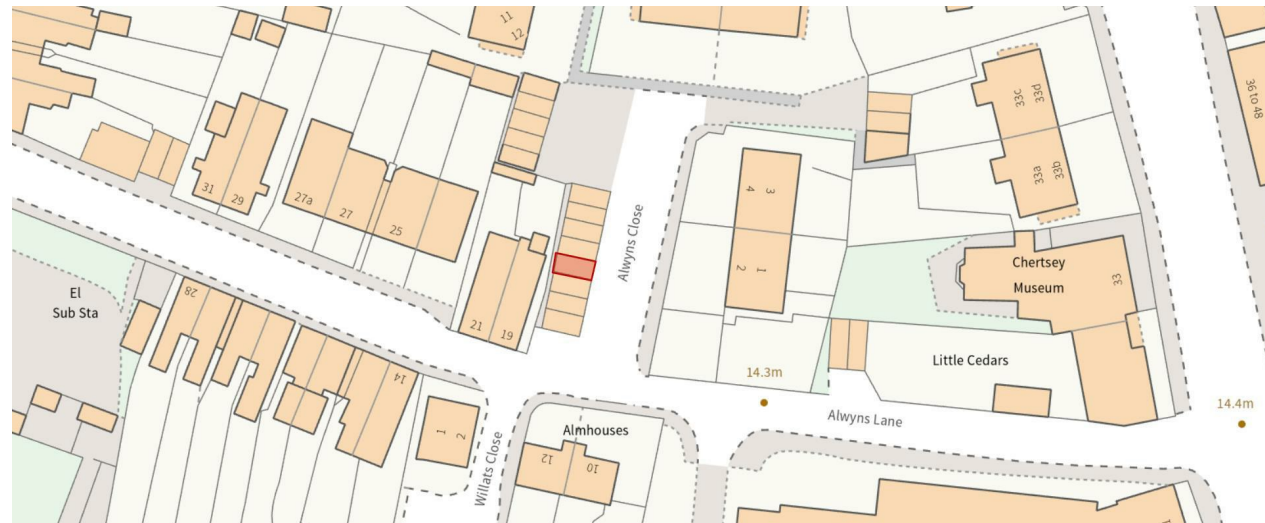 11
12
36 to 48
33c
33d
33a
33b
31
29
27a
27
25
4
3
2
1
Alwyns Close
Chertsey
Museum
33
El
Sub Sta
28
21
19
Little Cedars
14.3m
14.4m
14
Alwyns Lane
1
2
Willats Close
Almhouses
12
10